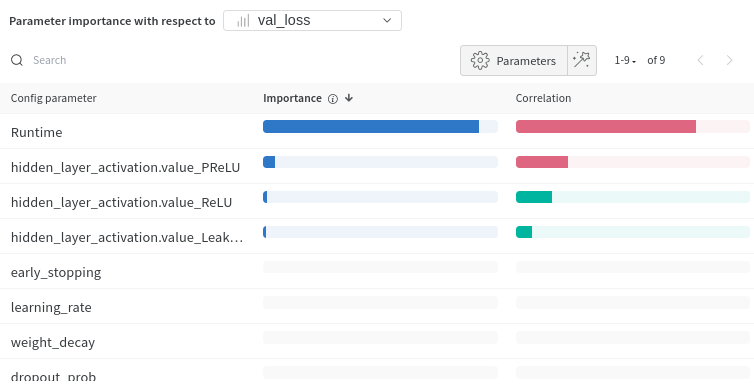 Parameter importance with respect to val_loss
Search Parameters 1-9 of 9
Config parameter Importance Correlation
Runtime
hidden_layer_activation.value_PReLU
hidden_layer_activation.value_ReLU
hidden_layer_activation.value_Leak...
early_stopping
learning_rate
weight_decay
dropout_prob